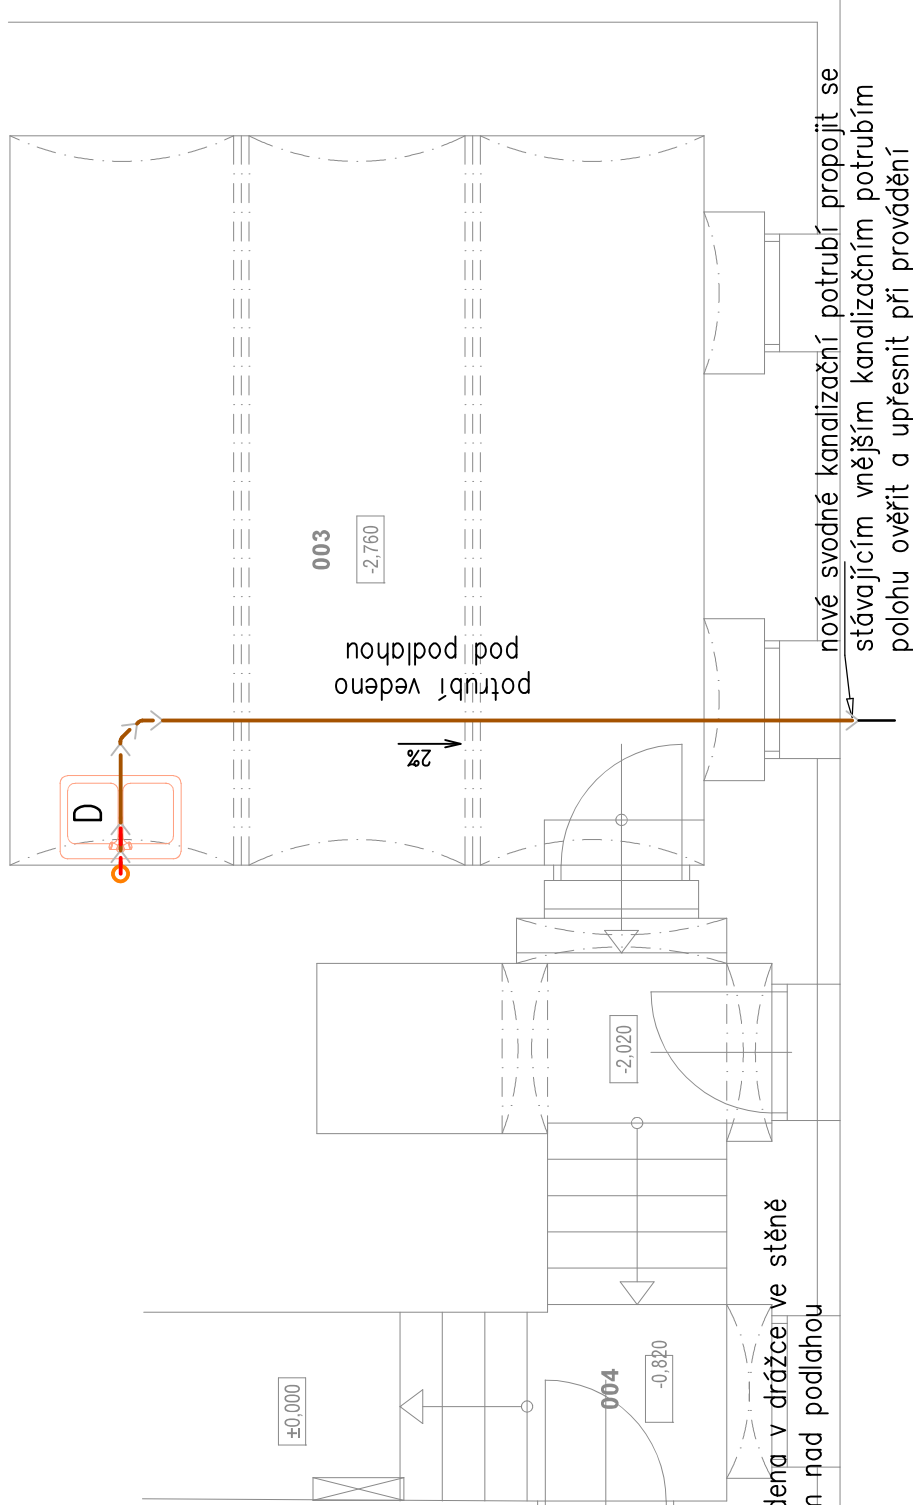 nové svodné kanalizační potrubí propojit se
stávajícím vnějším kanalizačním potrubím
polohu ověřit a upřesnit při provádění
003
-2,760
potrubí vedeno
pod podlahou
2%
D
-2,020
004
-0,820
±0,000
v drážce ve stěně
nad podlahou